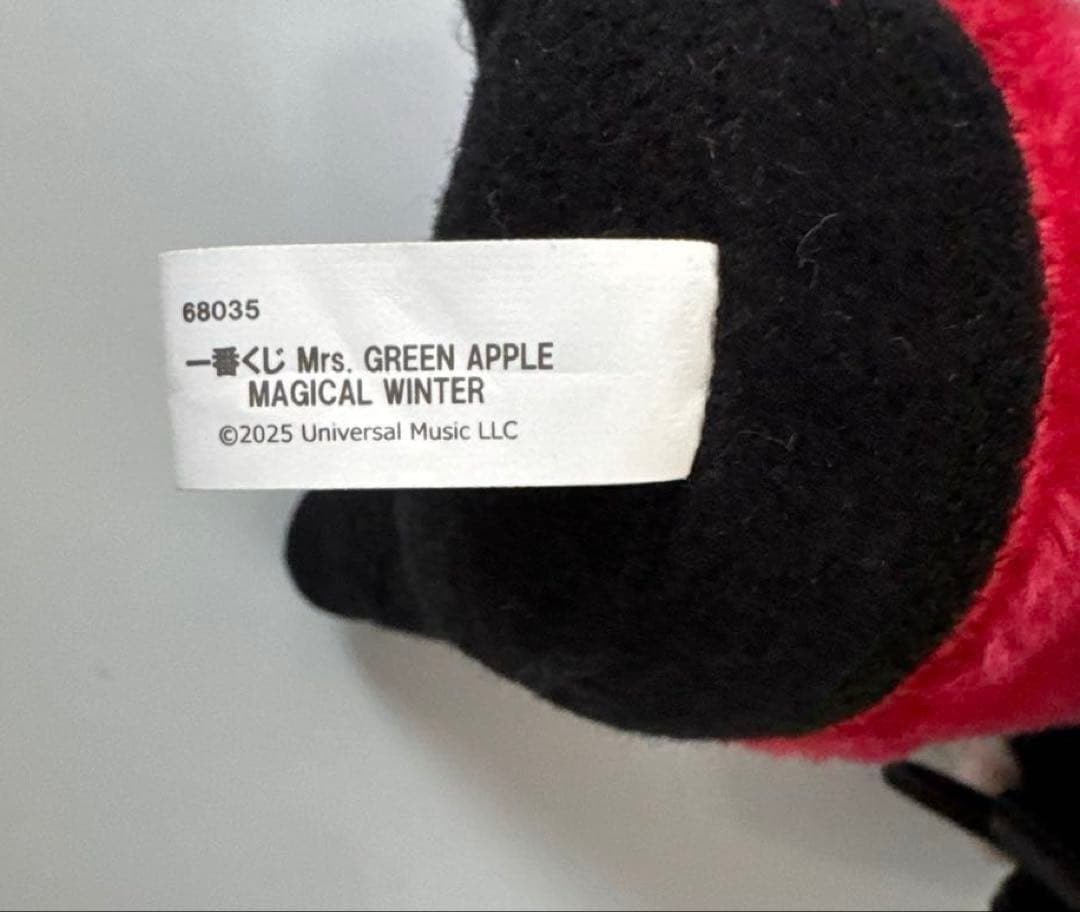 68035
一番くじ Mrs. GREEN APPLE
MAGICAL WINTER
©2025 Universal Music LLC